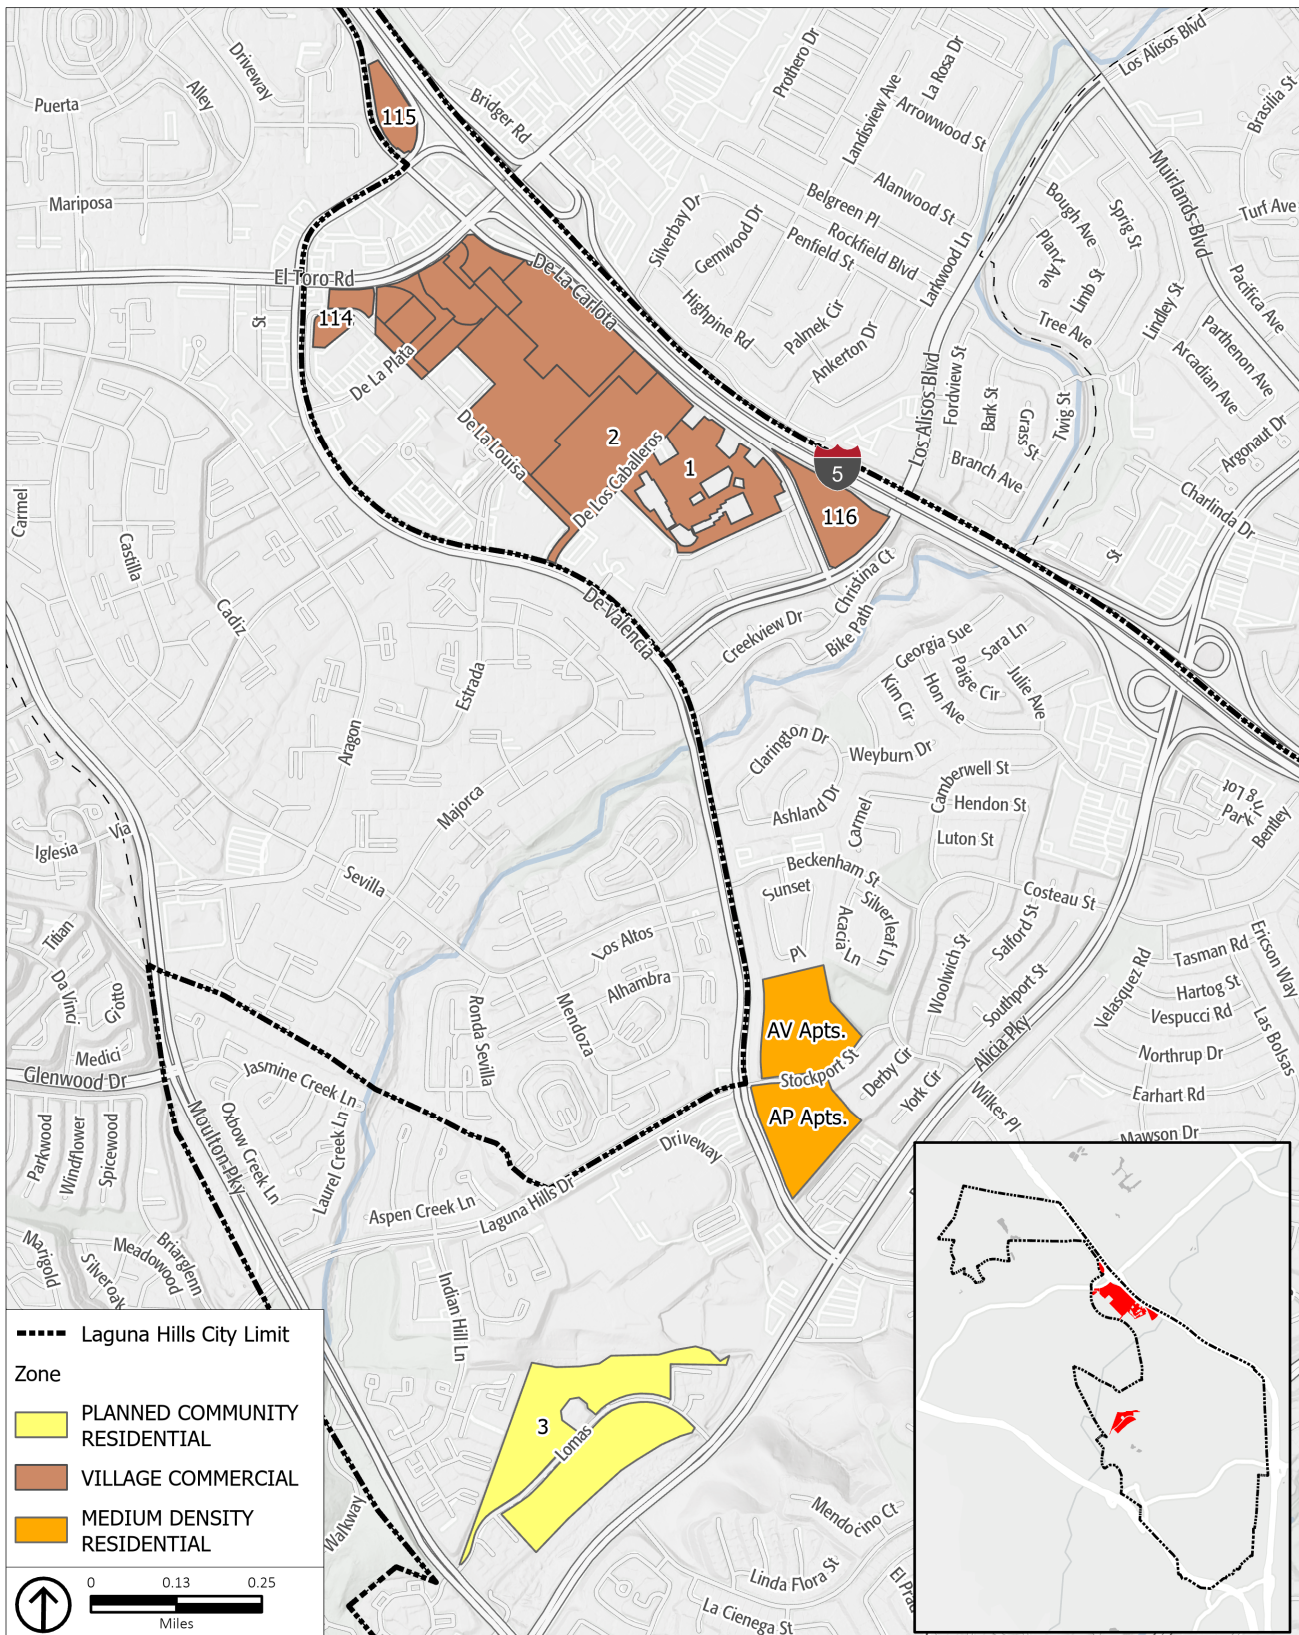 Los Alisos Blvd
Driveway
Prothero Dr
La Rosa Dr
Landisview Ave
Puerta
Alley
Bridger Rd
Arrowwood St
Brasilia St
115
Muirlands Blvd
Mariposa
Belgreen Pl
Alanwood St
Bough Ave
Sprig St
Turf Ave
Silverbay Dr
Gemwood Dr
Penfield St
Rockfield Blvd
Plant Ave
Larkwood Ln
El Toro Rd
De La Carlota
Limb St
Pacifica Ave
Lindley St
114
St
Highpine Rd
Palmek Cir
Tree Ave
Parthenon Ave
Ankerton Dr
Arcadian Ave
De La Plata
Los Alisos Blvd
Fordview St
Bark St
Grass St
Twig St
De La Louisa
2
De Los Caballeros
1
5
Branch Ave
Argonaut Dr
Carmel
116
Charlinda Dr
Castilla
St
Christina Ct
Cadiz
De Valencia
Creekview Dr
Bike Path
Georgia Sue
Sara Ln
Estrada
Kim Cir
Hon Ave
Paige Cir
Julie Ave
Aragon
Clarington Dr
Weyburn Dr
Camberwell St
Majorca
Ashland Dr
Carmel
Hendon St
Parking Lot
Bentley
Via
Iglesia
Luton St
Sevilla
Beckenham St
Sunset
Costeau St
Silverleaf Ln
Acacia Ln
Salford St
Titian
Los Altos
Pl
Woolwich St
Tasman Rd
Ericson Way
Da Vinci
Grotto
Ronda Sevilla
Mendoza
Alhambra
Southport St
Velasquez Rd
Hartog St
Vespucci Rd
Las Bolsas
AV Apts.
Medici
Glenwood Dr
Jasmine Creek Ln
Stockport St
Derby Cir
York Cir
Alicia Pky
Northrup Dr
Earhart Rd
Wilkes Pl
AP Apts.
Moulton Pky
Oxbow Creek Ln
Laurel Creek Ln
Parkwood
Windflower
Spicewood
Driveway
Mawson Dr
Aspen Creek Ln
Laguna Hills Dr
Marigold
Silveroak
Meadowood
Briarglenn
Indian Hill Ln
Laguna Hills City Limit
Zone
PLANNED COMMUNITY
RESIDENTIAL
VILLAGE COMMERCIAL
MEDIUM DENSITY
RESIDENTIAL
0 0.13 0.25
Miles
3
Lomas
Walkway
Mendocino Ct
Linda Flora St
La Cienega St
El Prad